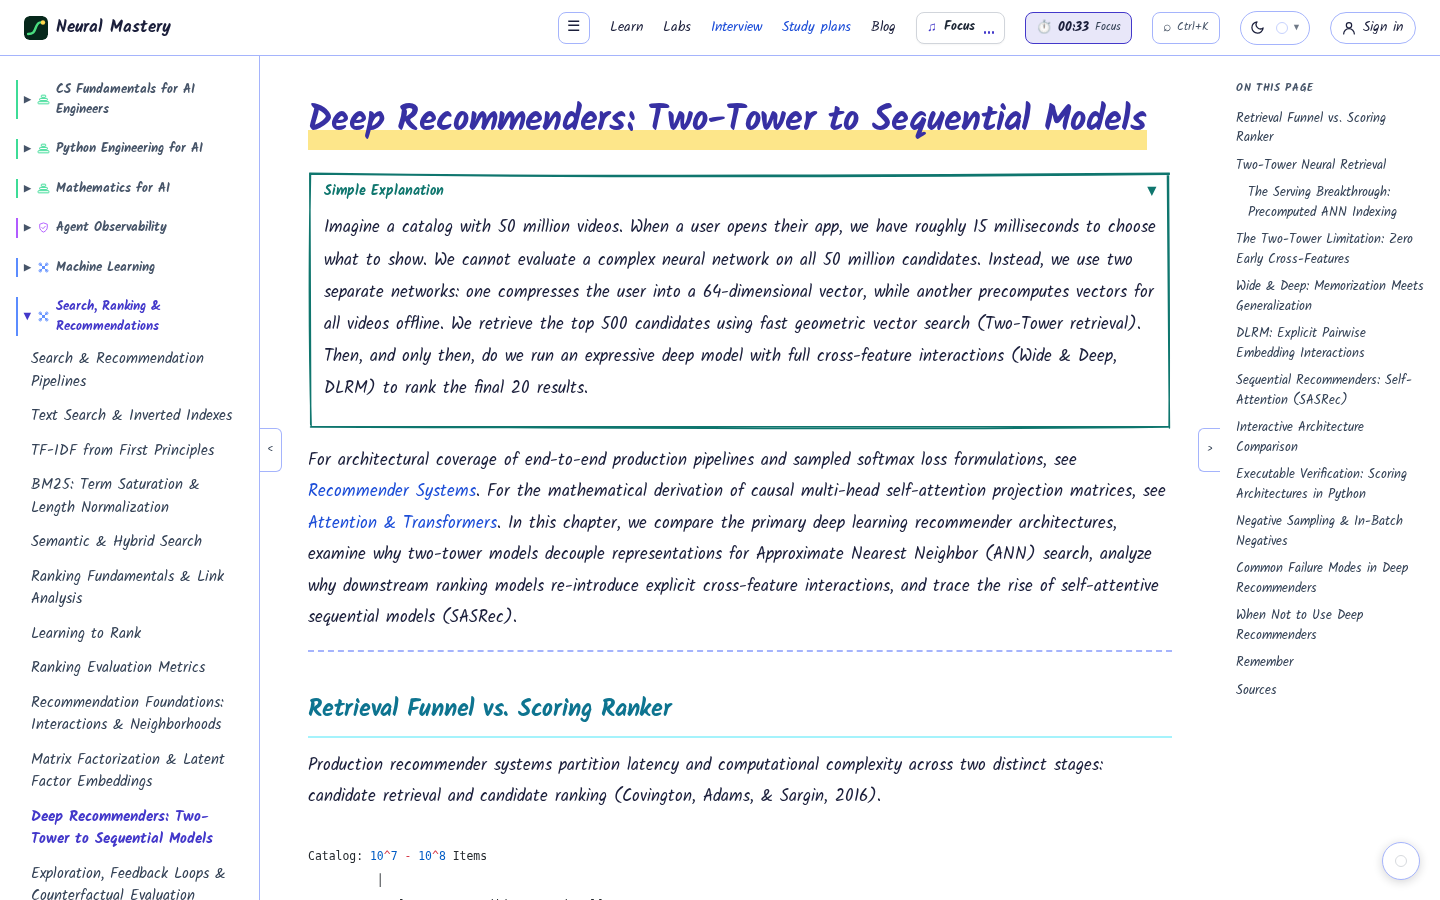 Neural Mastery
☰ Learn Labs Interview Study plans Blog ♫ Focus ... ⏱ 00:33 Focus ⌕ Ctrl+K ▾ Sign in
▶ CS Fundamentals for AI
Engineers
▶ Python Engineering for AI
▶ Mathematics for AI
▶ Agent Observability
▶ Machine Learning
▼ Search, Ranking &
Recommendations
Search & Recommendation
Pipelines
Text Search & Inverted Indexes
TF-IDF from First Principles
BM25: Term Saturation &
Length Normalization
Semantic & Hybrid Search
Ranking Fundamentals & Link
Analysis
Learning to Rank
Ranking Evaluation Metrics
Recommendation Foundations:
Interactions & Neighborhoods
Matrix Factorization & Latent
Factor Embeddings
Deep Recommenders: Two-
Tower to Sequential Models
Exploration, Feedback Loops &
Counterfactual Evaluation
<
Deep Recommenders: Two-Tower to Sequential Models
Simple Explanation ▼
Imagine a catalog with 50 million videos. When a user opens their app, we have roughly 15 milliseconds to choose
what to show. We cannot evaluate a complex neural network on all 50 million candidates. Instead, we use two
separate networks: one compresses the user into a 64-dimensional vector, while another precomputes vectors for
all videos offline. We retrieve the top 500 candidates using fast geometric vector search (Two-Tower retrieval).
Then, and only then, do we run an expressive deep model with full cross-feature interactions (Wide & Deep,
DLRM) to rank the final 20 results.
For architectural coverage of end-to-end production pipelines and sampled softmax loss formulations, see
Recommender Systems. For the mathematical derivation of causal multi-head self-attention projection matrices, see
Attention & Transformers. In this chapter, we compare the primary deep learning recommender architectures,
examine why two-tower models decouple representations for Approximate Nearest Neighbor (ANN) search, analyze
why downstream ranking models re-introduce explicit cross-feature interactions, and trace the rise of self-attentive
sequential models (SASRec).
Retrieval Funnel vs. Scoring Ranker
Production recommender systems partition latency and computational complexity across two distinct stages:
candidate retrieval and candidate ranking (Covington, Adams, & Sargin, 2016).
Catalog: 10^7 - 10^8 Items
|
>
ON THIS PAGE
Retrieval Funnel vs. Scoring
Ranker
Two-Tower Neural Retrieval
The Serving Breakthrough:
Precomputed ANN Indexing
The Two-Tower Limitation: Zero
Early Cross-Features
Wide & Deep: Memorization Meets
Generalization
DLRM: Explicit Pairwise
Embedding Interactions
Sequential Recommenders: Self-
Attention (SASRec)
Interactive Architecture
Comparison
Executable Verification: Scoring
Architectures in Python
Negative Sampling & In-Batch
Negatives
Common Failure Modes in Deep
Recommenders
When Not to Use Deep
Recommenders
Remember
Sources